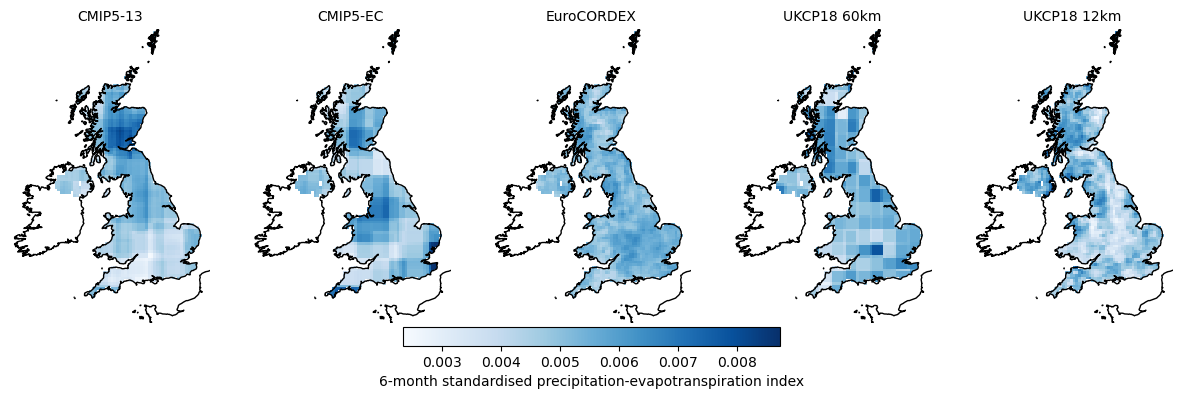 CMIP5-13 CMIP5-EC EuroCORDEX UKCP18 60km UKCP18 12km
0.003 0.004 0.005 0.006 0.007 0.008
6-month standardised precipitation-evapotranspiration index